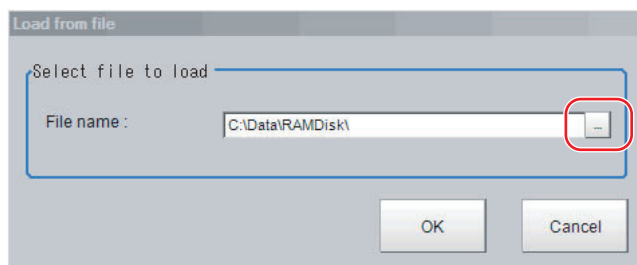 Load from file
Select file to load
File name :
C:\Data\RAMDisk\
...
OK
Cancel